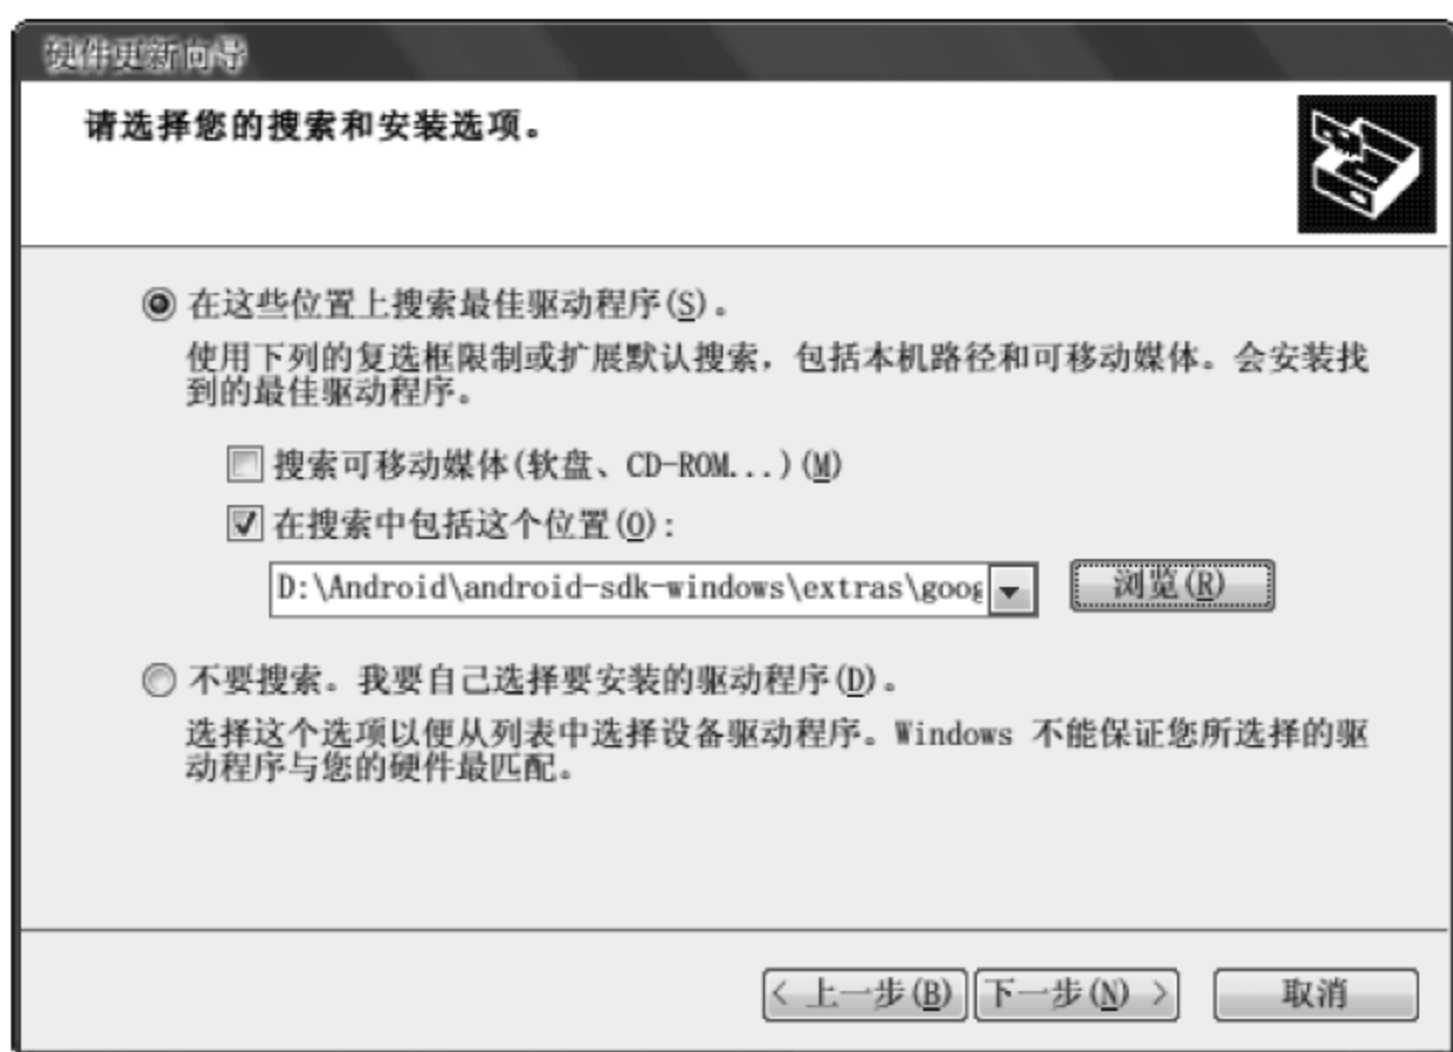 硬件更新向导
请选择您的搜索和安装选项。
在这些位置上搜索最佳驱动程序(S)。
使用下列的复选框限制或扩展默认搜索，包括本机路径和可移动媒体。会安装找
到的最佳驱动程序。
搜索可移动媒体(软盘、CD-ROM...)(M)
在搜索中包括这个位置(O):
D:\Android\android-sdk-windows\extras\goog
浏览(R)
不要搜索。我要自己选择要安装的驱动程序(D)。
选择这个选项以便从列表中选择设备驱动程序。Windows 不能保证您所选择的驱
动程序与您的硬件最匹配。
< 上一步(B) 下一步(N) > 取消